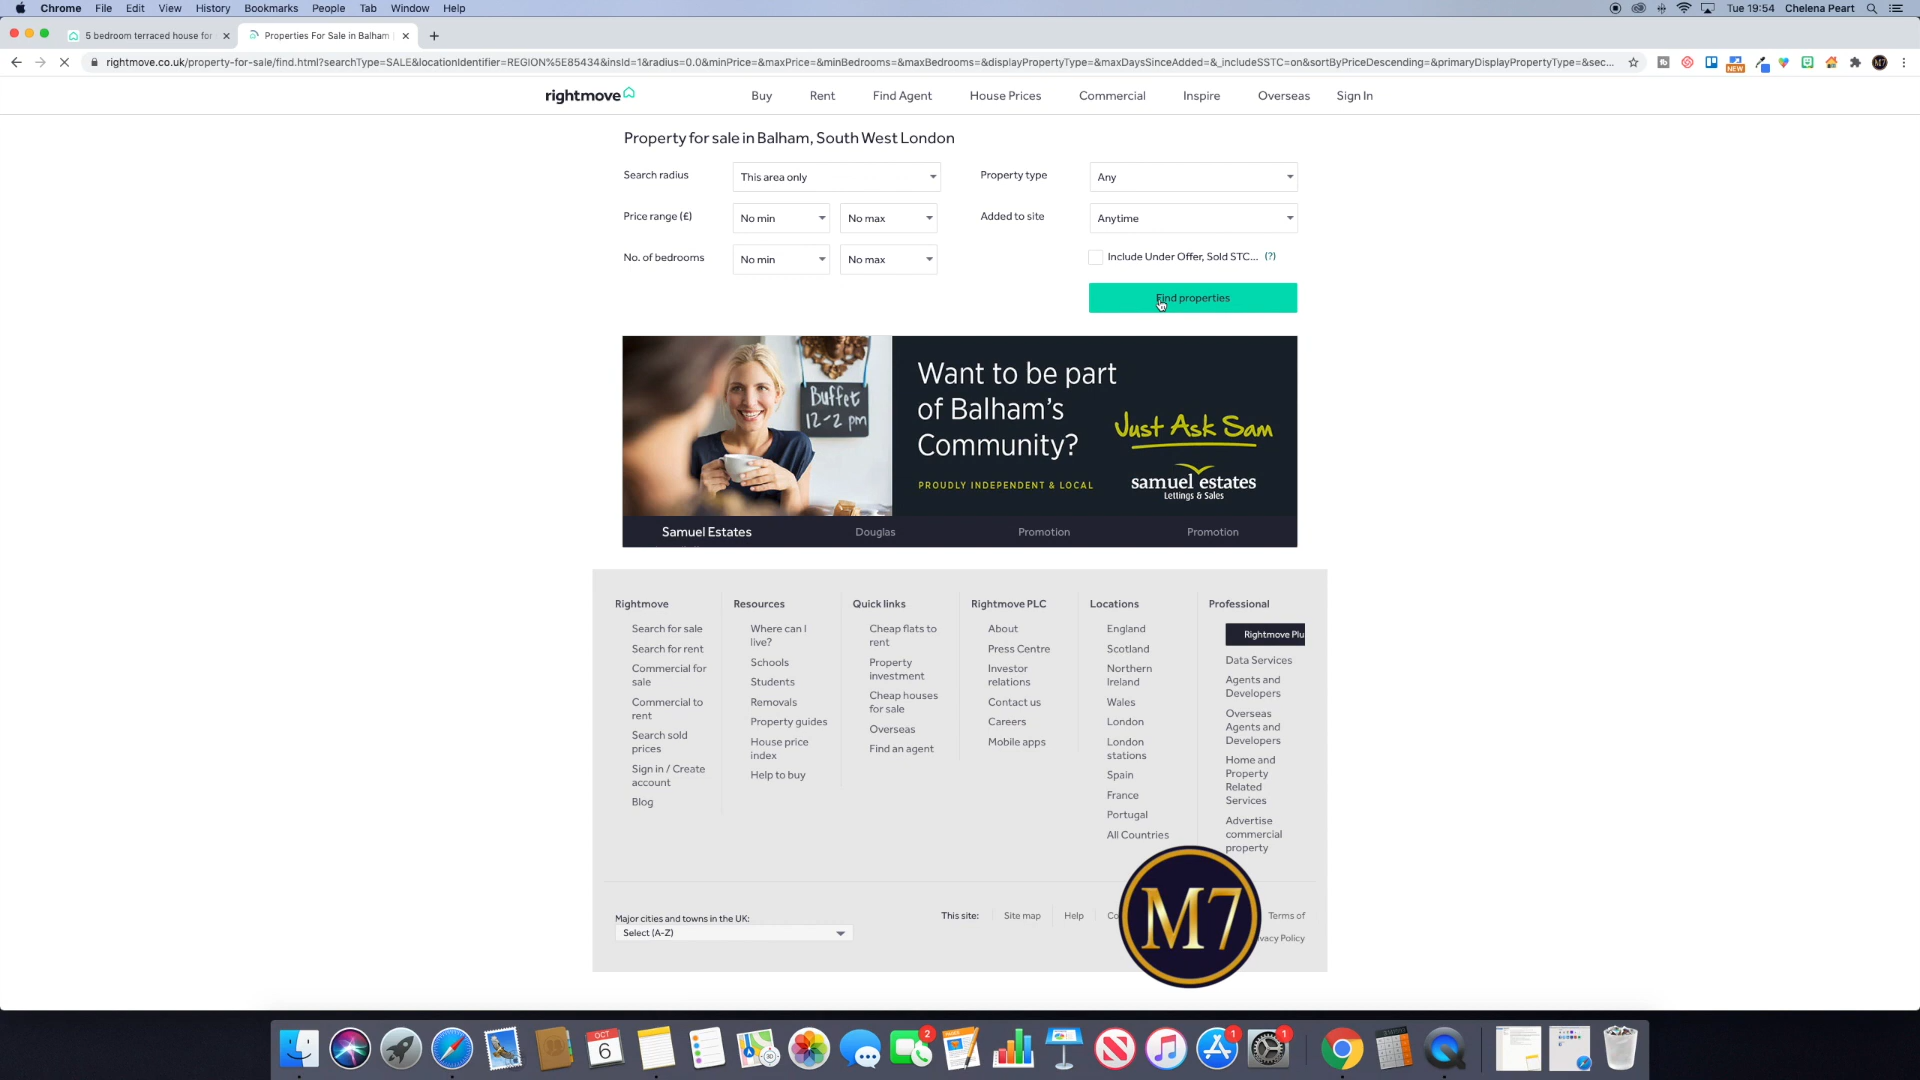 Chrome File Edit View History Bookmarks People Tab Window Help
Tue 19:54 Chelena Peart
5 bedroom terraced house for
Properties For Sale in Balham
rightmove.co.uk/property-for-sale/find.html?searchType=SALE&locationIdentifier=REGION%5E85434&insId=1&radius=0.0&minPrice=&maxPrice=&minBedrooms=&maxBedrooms=&displayPropertyType=&maxDaysSinceAdded=&_includeSSTC=on&sortByPriceDescending=&primaryDisplayPropertyType=&sec...
NEW
M7
rightmove
Buy Rent Find Agent House Prices Commercial Inspire Overseas Sign In
Property for sale in Balham, South West London
Search radius This area only Property type Any
Price range (£) No min No max Added to site Anytime
No. of bedrooms No min No max Include Under Offer, Sold STC... (?)
Find properties
Buffet
12-2 pm
Want to be part
of Balham's
Community?
PROUDLY INDEPENDENT & LOCAL
Just Ask Sam
samuel estates
Lettings & Sales
Samuel Estates Douglas Promotion Promotion
Rightmove
Search for sale
Search for rent
Commercial for
sale
Commercial to
rent
Search sold
prices
Sign in / Create
account
Blog
Resources
Where can I
live?
Schools
Students
Removals
Property guides
House price
index
Help to buy
Quick links
Cheap flats to
rent
Property
investment
Cheap houses
for sale
Overseas
Find an agent
Rightmove PLC
About
Press Centre
Investor
relations
Contact us
Careers
Mobile apps
Locations
England
Scotland
Northern
Ireland
Wales
London
London
stations
Spain
France
Portugal
All Countries
Professional
Rightmove Plu
Data Services
Agents and
Developers
Overseas
Agents and
Developers
Home and
Property
Related
Services
Advertise
commercial
property
Major cities and towns in the UK:
Select (A-Z)
This site: Site map Help Co
Terms of
vacy Policy
M7
OCT
6
2
PAGES
1
1